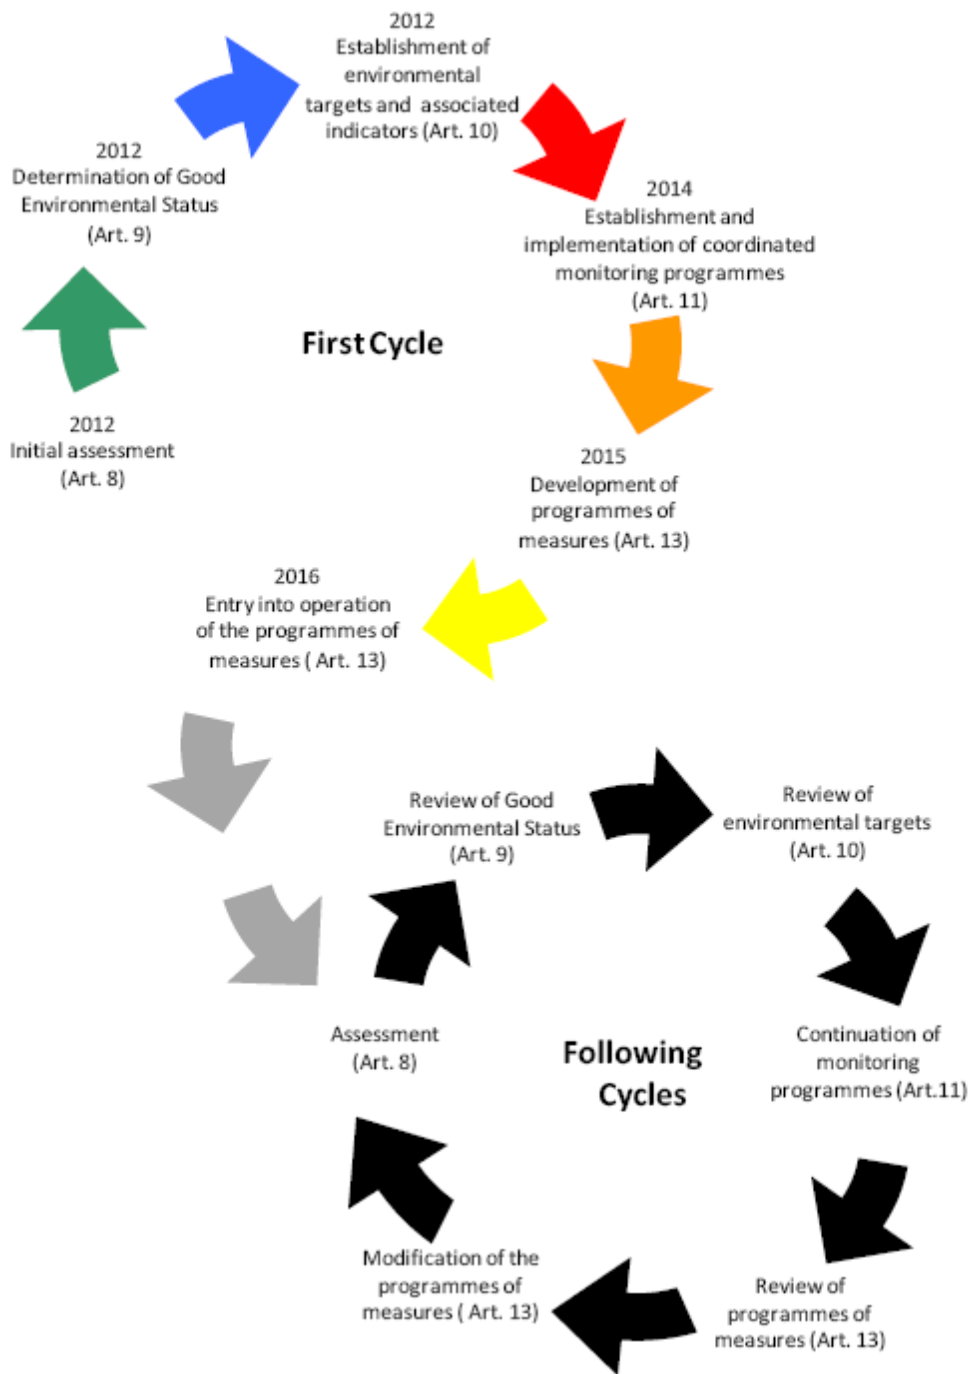 2012
Establishment of
environmental
targets and associated
indicators (Art. 10)
2012
Determination of Good
Environmental Status
(Art. 9)
2014
Establishment and
implementation of coordinated
monitoring programmes
(Art. 11)
First Cycle
2012
Initial assessment
(Art. 8)
2015
Development of
programmes of
measures (Art. 13)
2016
Entry into operation
of the programmes of
measures ( Art. 13)
Review of Good
Environmental Status
(Art. 9)
Review of
environmental targets
(Art. 10)
Assessment
(Art. 8)
Following
Cycles
Continuation of
monitoring
programmes (Art.11)
Modification of the
programmes of
measures ( Art. 13)
Review of
programmes of
measures (Art. 13)